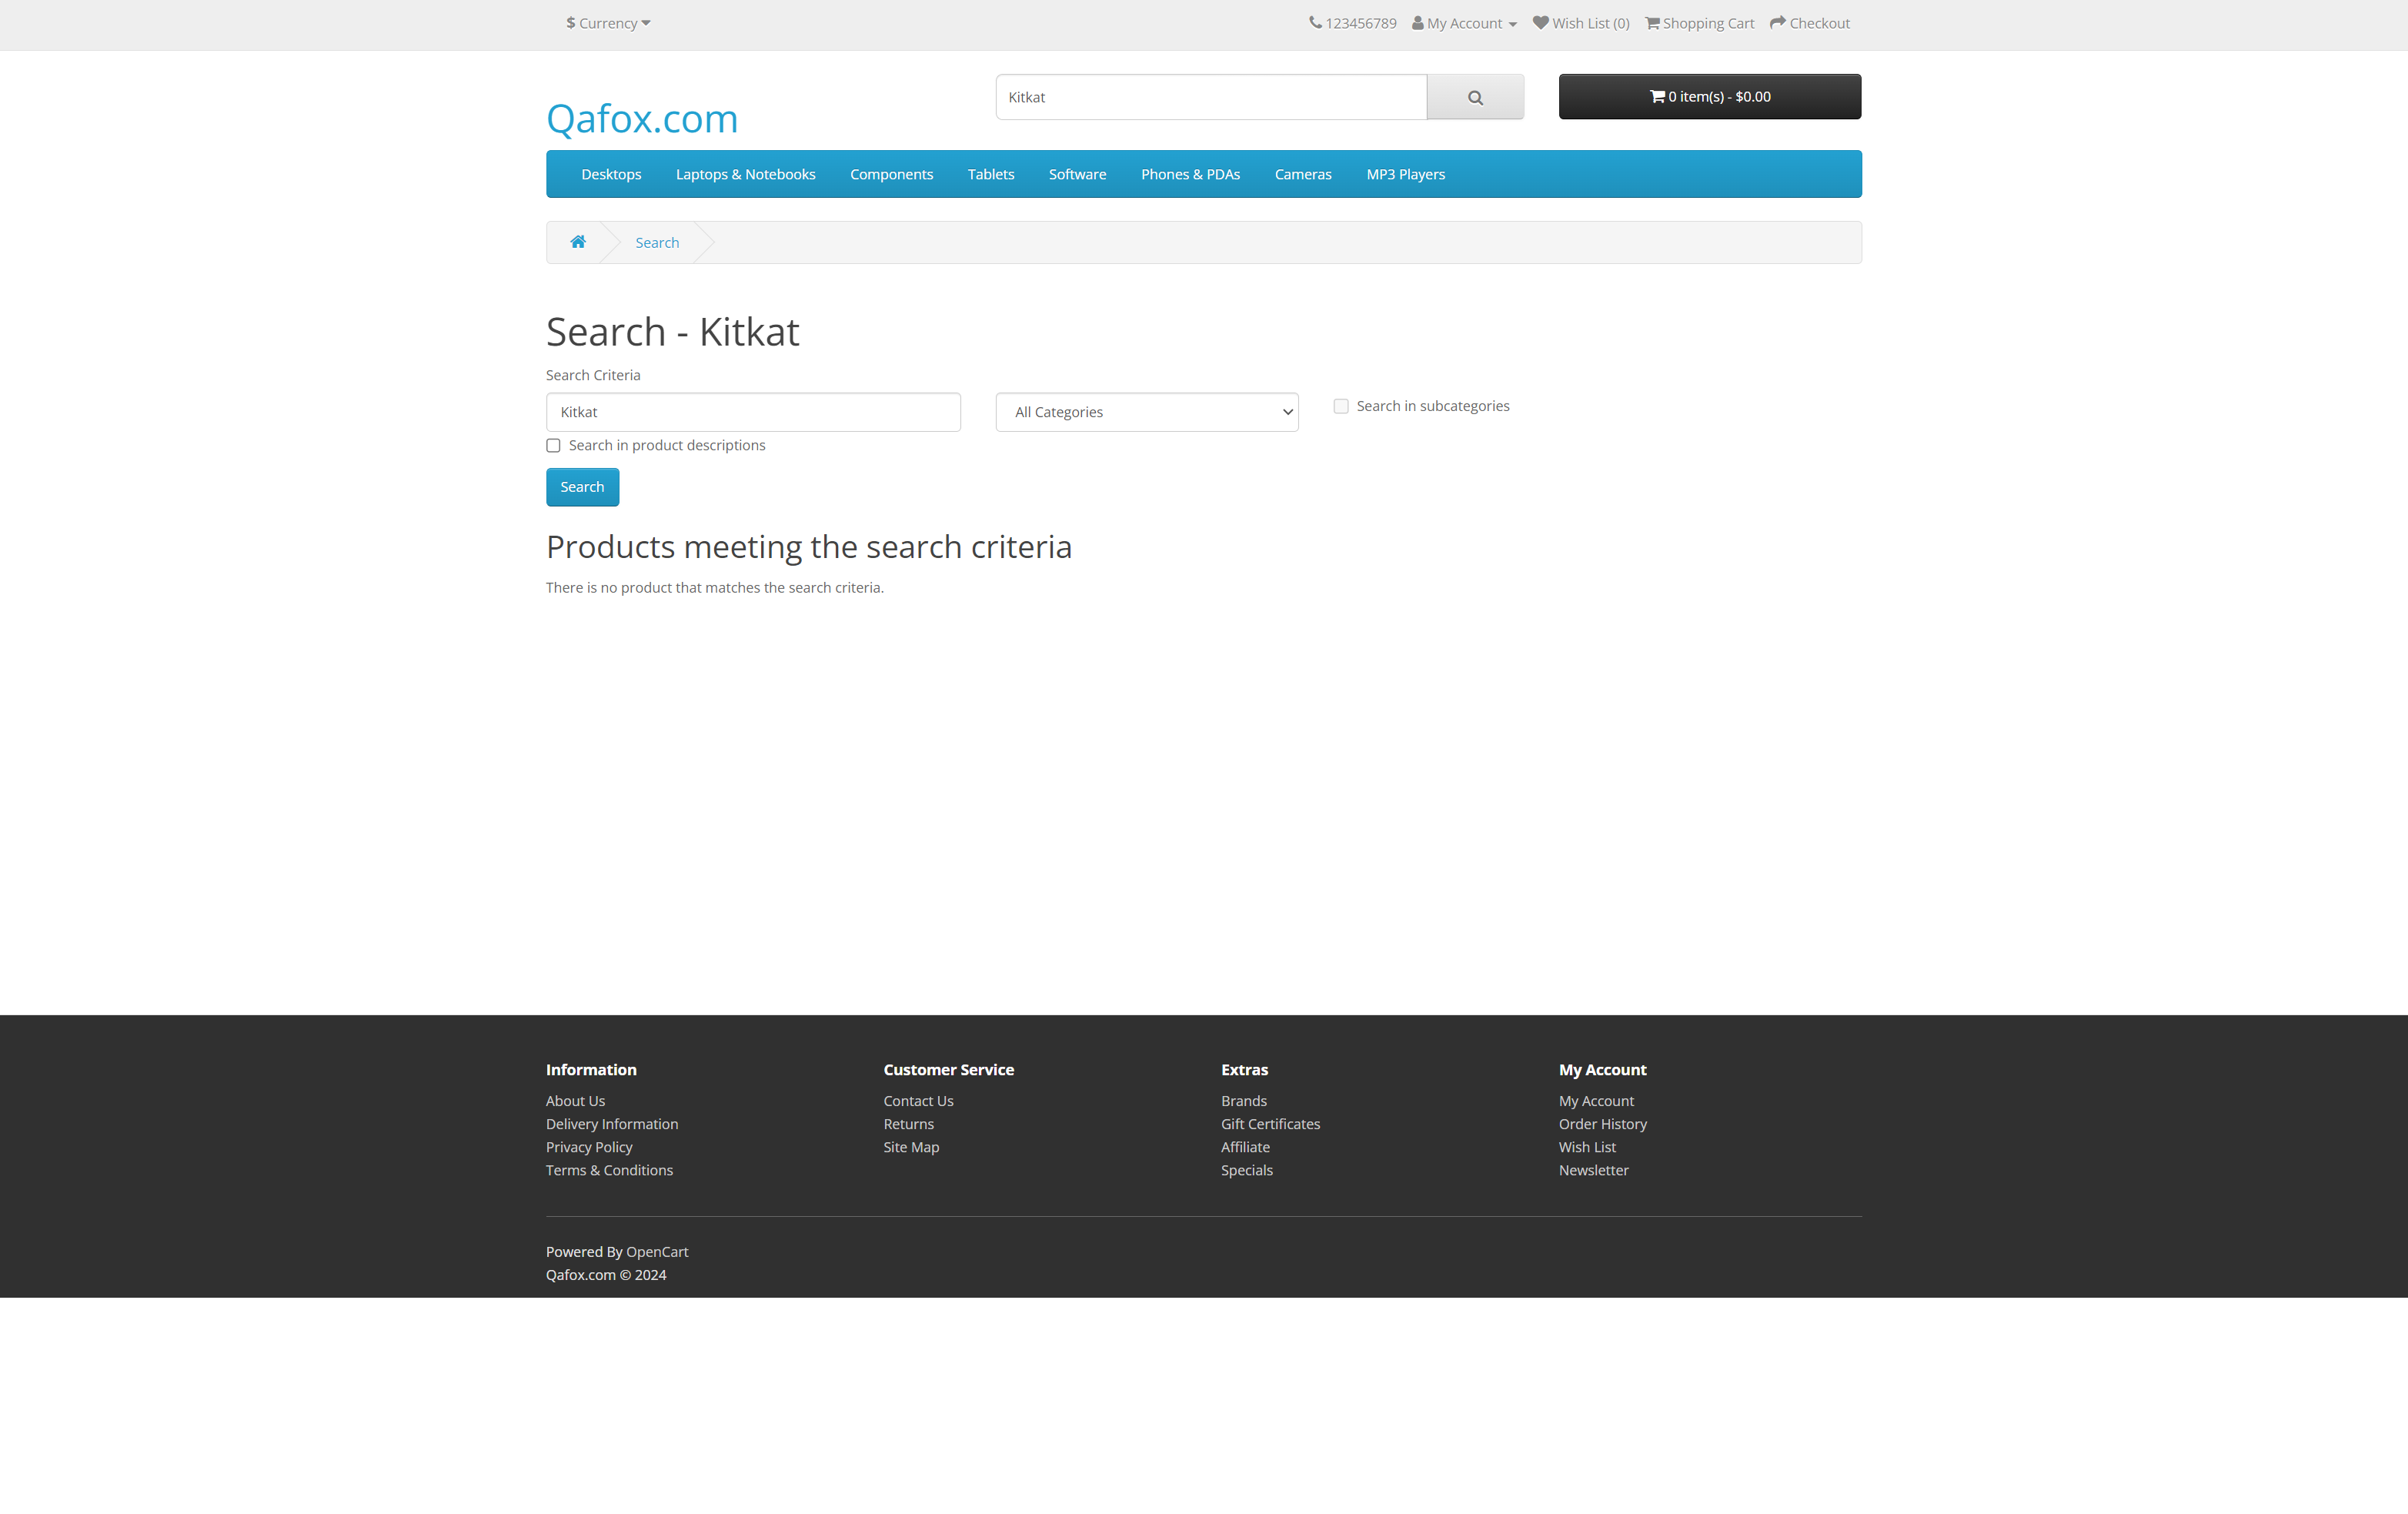 $ Currency
123456789 My Account Wish List (0) Shopping Cart Checkout
Qafox.com
Kitkat
0 item(s) - $0.00
Desktops Laptops & Notebooks Components Tablets Software Phones & PDAs Cameras MP3 Players
Search
Search - Kitkat
Search Criteria
Kitkat
All Categories
Search in subcategories
Search in product descriptions
Search
Products meeting the search criteria
There is no product that matches the search criteria.
Information
About Us
Delivery Information
Privacy Policy
Terms & Conditions
Customer Service
Contact Us
Returns
Site Map
Extras
Brands
Gift Certificates
Affiliate
Specials
My Account
My Account
Order History
Wish List
Newsletter
Powered By OpenCart
Qafox.com © 2024